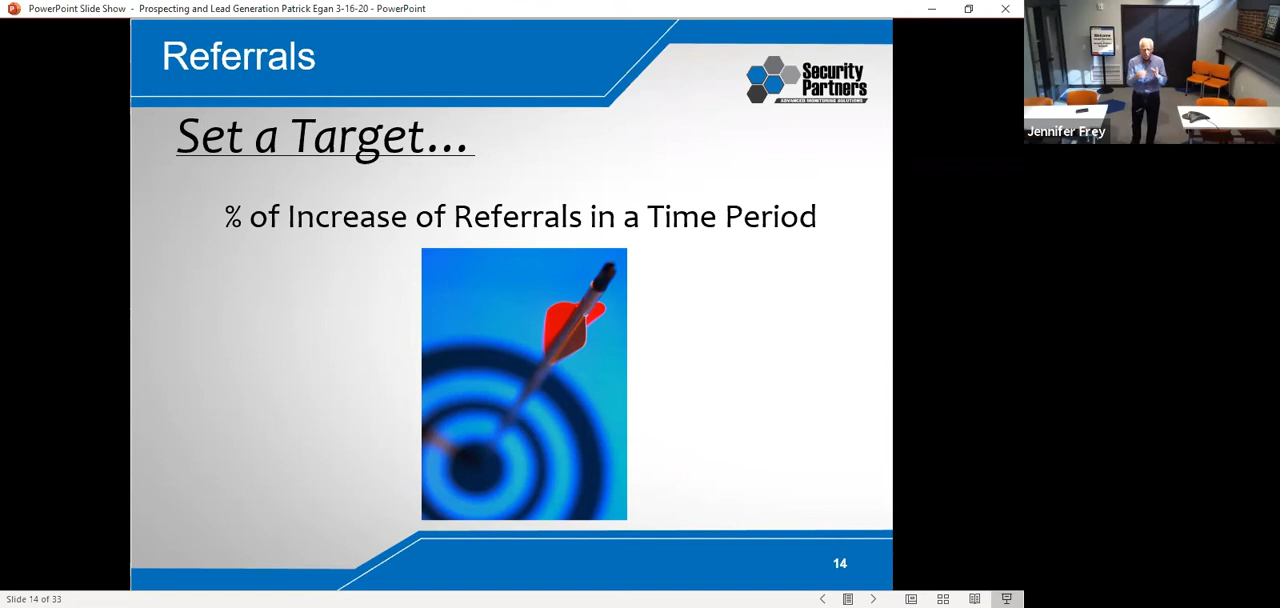 PowerPoint Slide Show - Prospecting and Lead Generation Patrick Egan 3-16-20 - PowerPoint
Referrals
Security
Partners
ADVANCED MONITORING SOLUTIONS
Set a Target...
% of Increase of Referrals in a Time Period
14
Slide 14 of 33
Welcome
Jennifer Frey